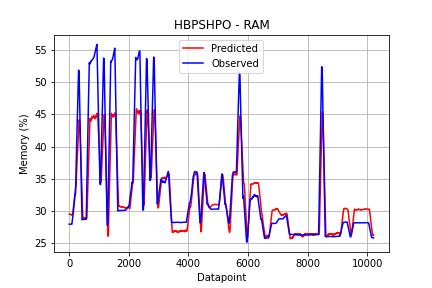 HBPSHPO - RAM
Predicted
Observed
Memory (%)
55
50
45
40
35
30
25
0
2000
4000
6000
8000
10000
Datapoint